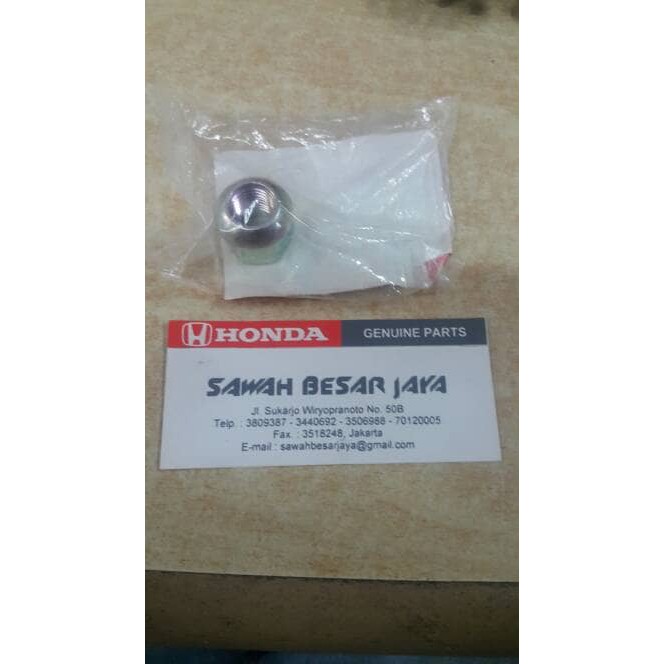 HONDA GENUINE PARTS
SAWAH BESAR JAYA
Jl. Sukarjo Wiryopranoto No. 50B
Telp. : 3809387 - 3440692 - 3506988 - 70120005
Fax. : 3518248, Jakarta
E-mail : sawahbesarjaya@gmail.com